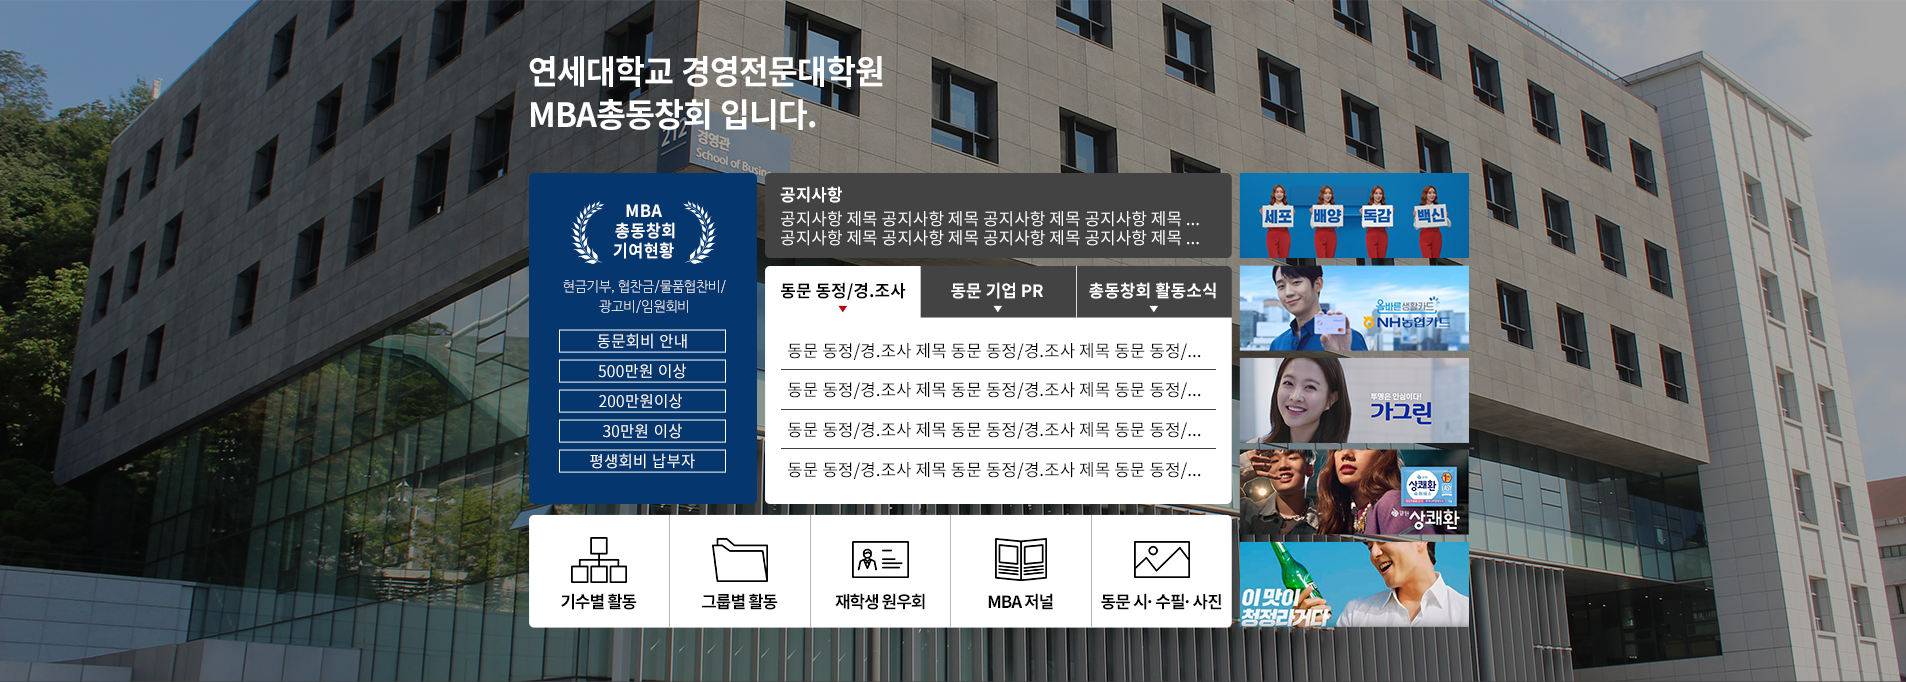 연세대학교 경영전문대학원
MBA총동창회 입니다.
212
경영관
School of Busin
MBA
총동창회
기여현황
현금기부, 협찬금/물품협찬비/
광고비/임원회비
동문회비 안내
500만원 이상
200만원이상
30만원 이상
평생회비 납부자
공지사항
공지사항 제목 공지사항 제목 공지사항 제목 공지사항 제목 ...
공지사항 제목 공지사항 제목 공지사항 제목 공지사항 제목 ...
동문 동정/경.조사
동문 기업 PR
총동창회 활동소식
동문 동정/경.조사 제목 동문 동정/경.조사 제목 동문 동정/...
동문 동정/경.조사 제목 동문 동정/경.조사 제목 동문 동정/...
동문 동정/경.조사 제목 동문 동정/경.조사 제목 동문 동정/...
동문 동정/경.조사 제목 동문 동정/경.조사 제목 동문 동정/...
세포 배양 독감 백신
올바른생활카드
NH농협카드
투명은 안심이다!
가그린
상쾌환
상쾌환
이 맛이
청정라거다
기수별 활동
그룹별 활동
재학생 원우회
MBA 저널
동문 시· 수필· 사진